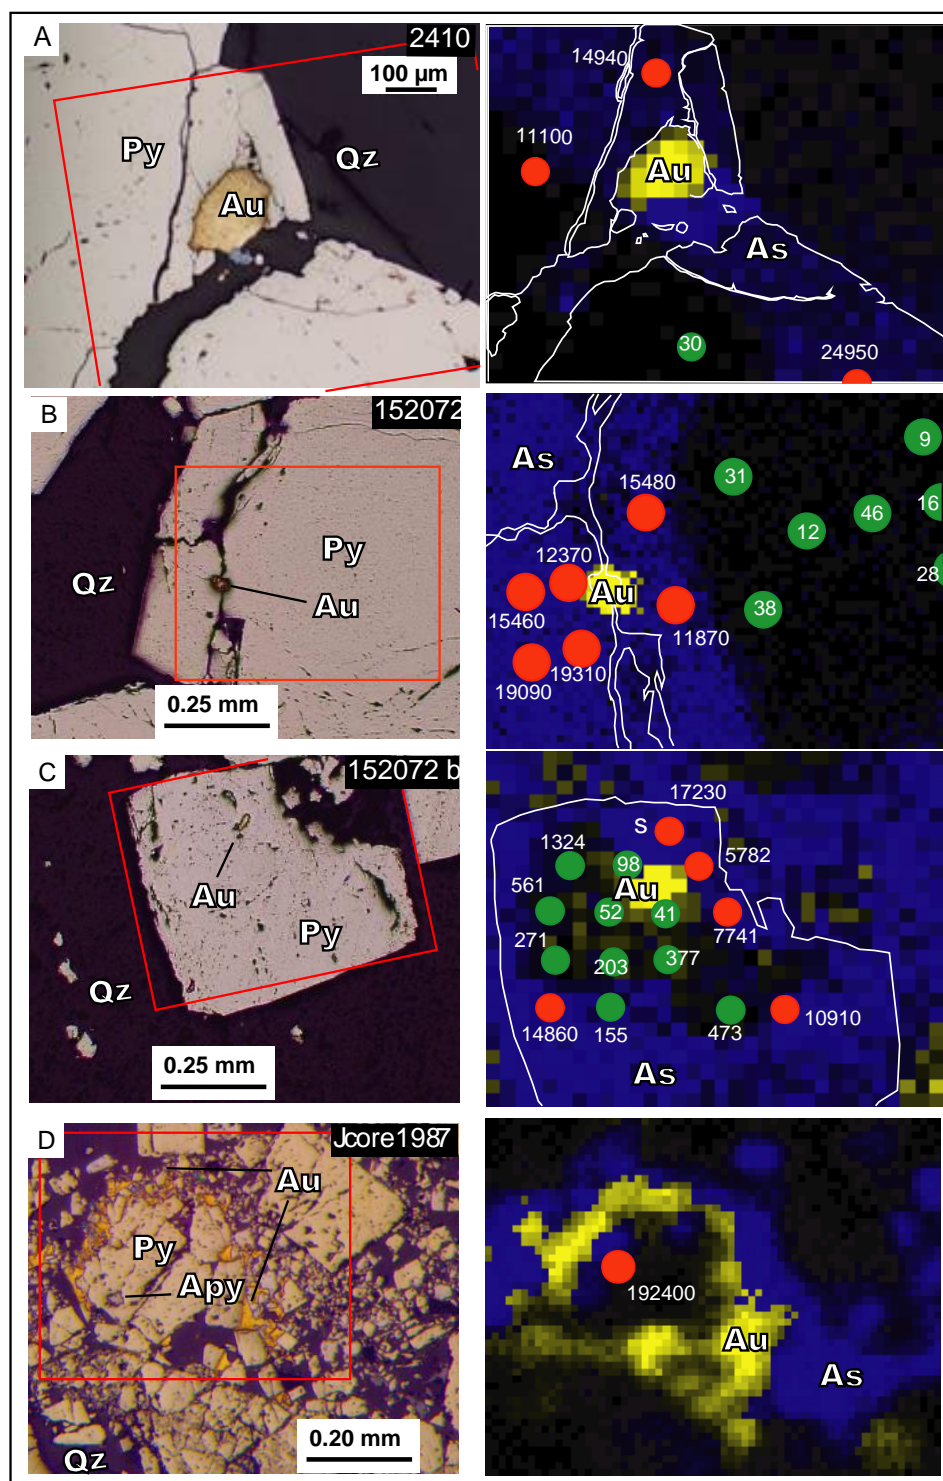 A
2410
100 µm
Py
Qz
Au
14940
11100
Au
As
30
24950
B
152072
Py
Qz
Au
0.25 mm
As
9
31
15480
16
46
12
12370
28
Au
15460
38
11870
19310
19090
C
152072 b
Au
Py
Qz
0.25 mm
17230
s
1324
98
5782
Au
561
52
41
7741
271
203
377
14860
155
473
10910
As
D
Jcore1987
Au
Py
Apy
0.20 mm
Qz
192400
Au
As